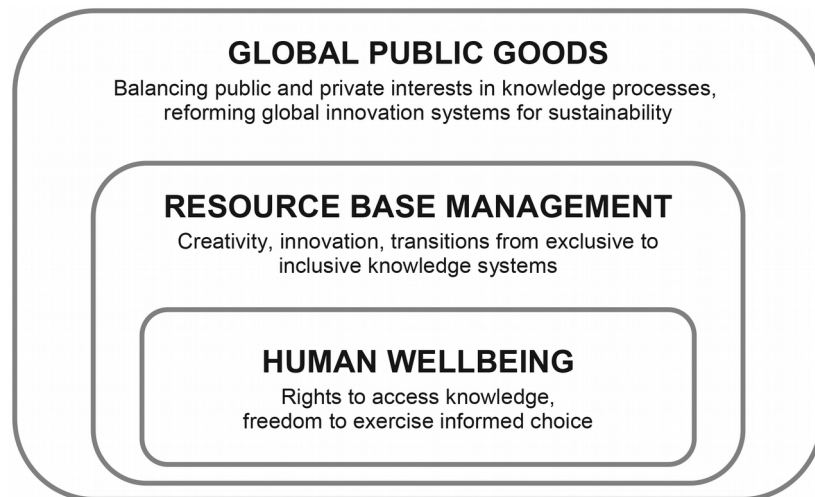 GLOBAL PUBLIC GOODS
Balancing public and private interests in knowledge processes,
reforming global innovation systems for sustainability
RESOURCE BASE MANAGEMENT
Creativity, innovation, transitions from exclusive to
inclusive knowledge systems
HUMAN WELLBEING
Rights to access knowledge,
freedom to exercise informed choice